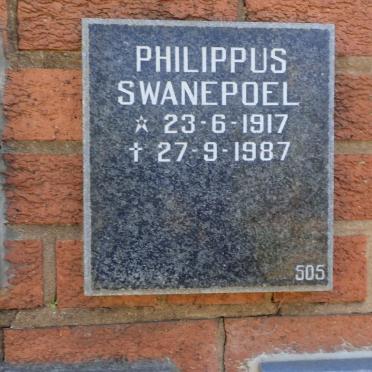 PHILIPPUS
SWANEPOEL
☆ 23-6-1917
✝ 27-9-1987
505